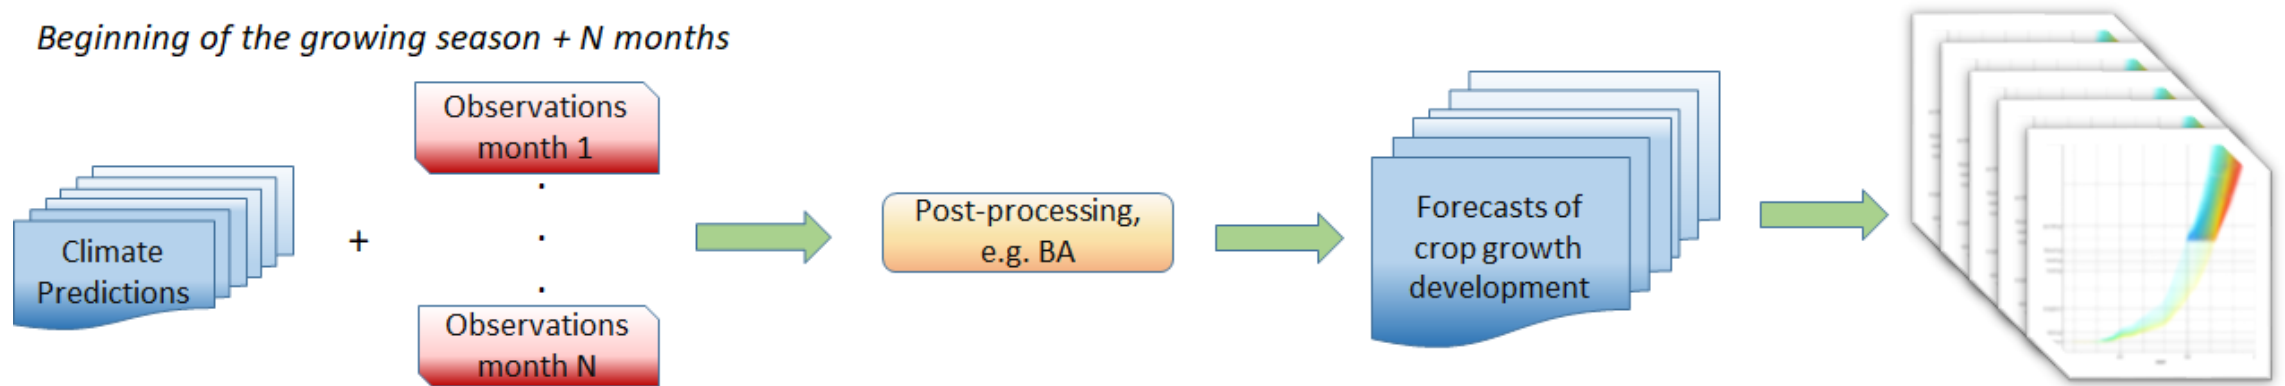 Beginning of the growing season + N months
Climate
Predictions
+
Observations
month 1
.
.
.
Observations
month N
Post-processing,
e.g. BA
Forecasts of
crop growth
development